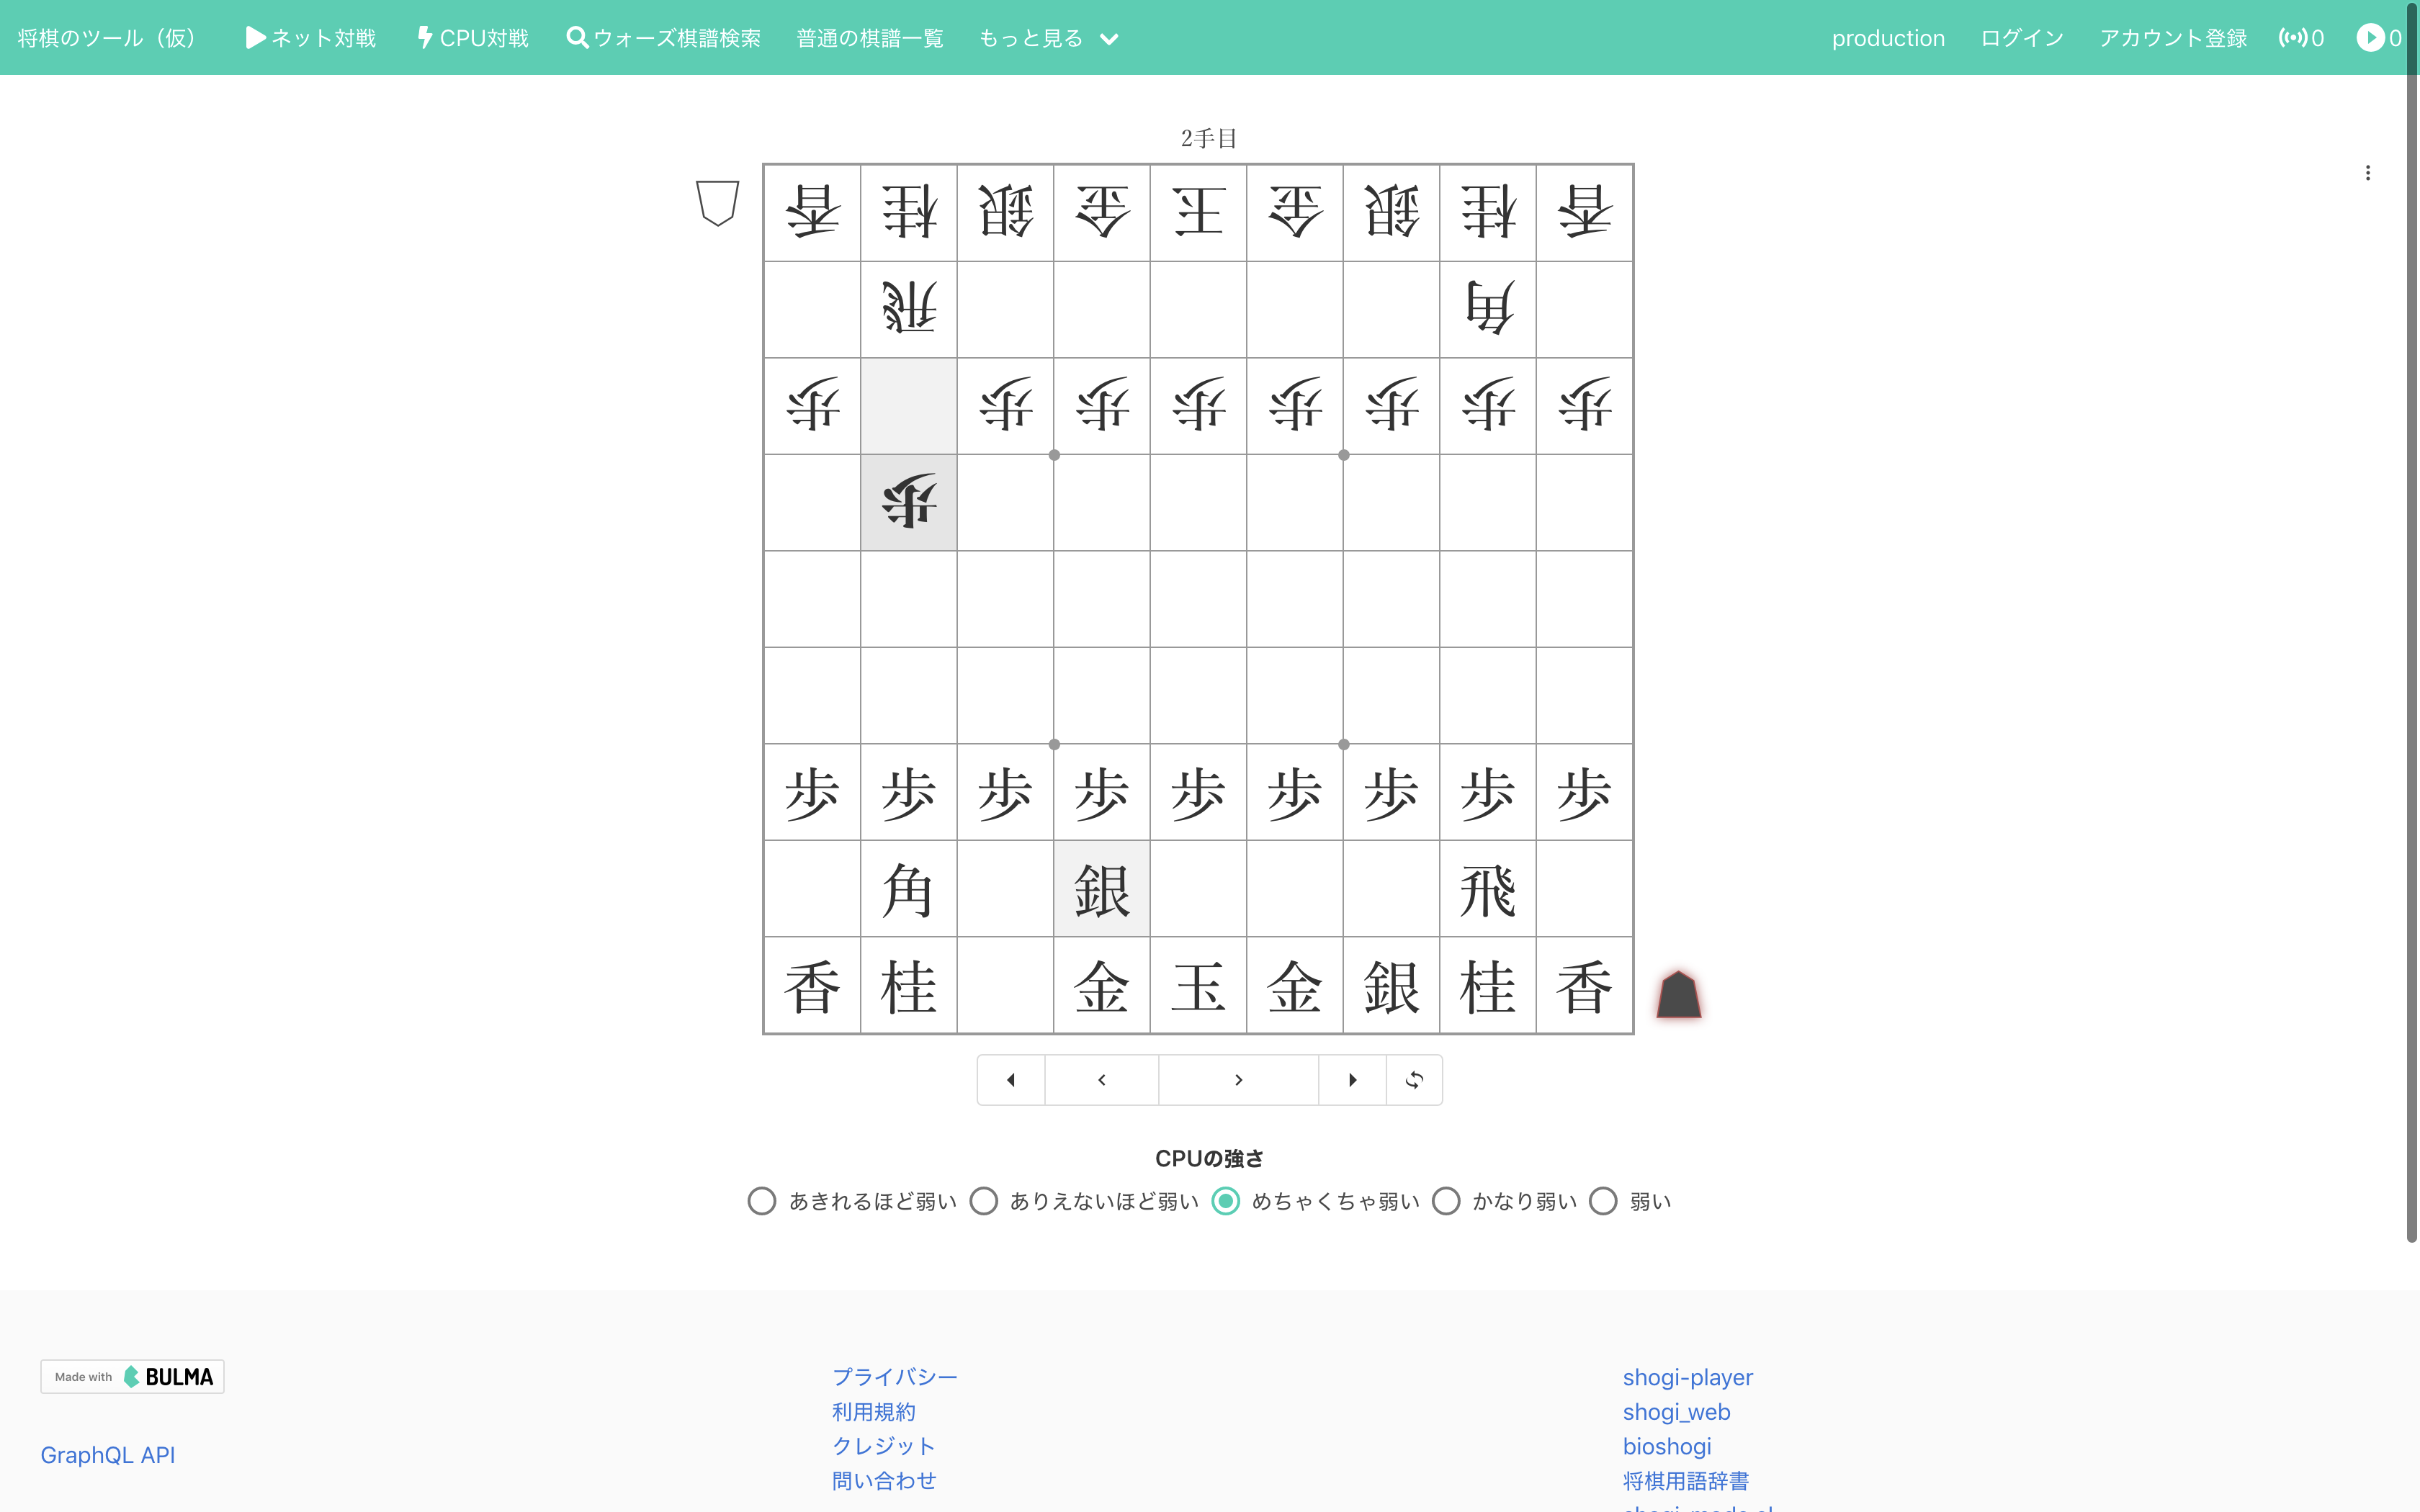 将棋のツール（仮） ネット対戦 CPU対戦 ウォーズ棋譜検索 普通の棋譜一覧 もっと見る production ログイン アカウント登録 0 0
2手目
香 桂 銀 金 王 金 銀 桂 香
飛 角
歩 歩 歩 歩 歩 歩 歩 歩
歩
歩 歩 歩 歩 歩 歩 歩 歩 歩
角 銀 飛
香 桂 金 玉 金 銀 桂 香
CPUの強さ
あきれるほど弱い ありえないほど弱い めちゃくちゃ弱い かなり弱い 弱い
Made with BULMA
GraphQL API
プライバシー
利用規約
クレジット
問い合わせ
shogi-player
shogi_web
bioshogi
将棋用語辞書